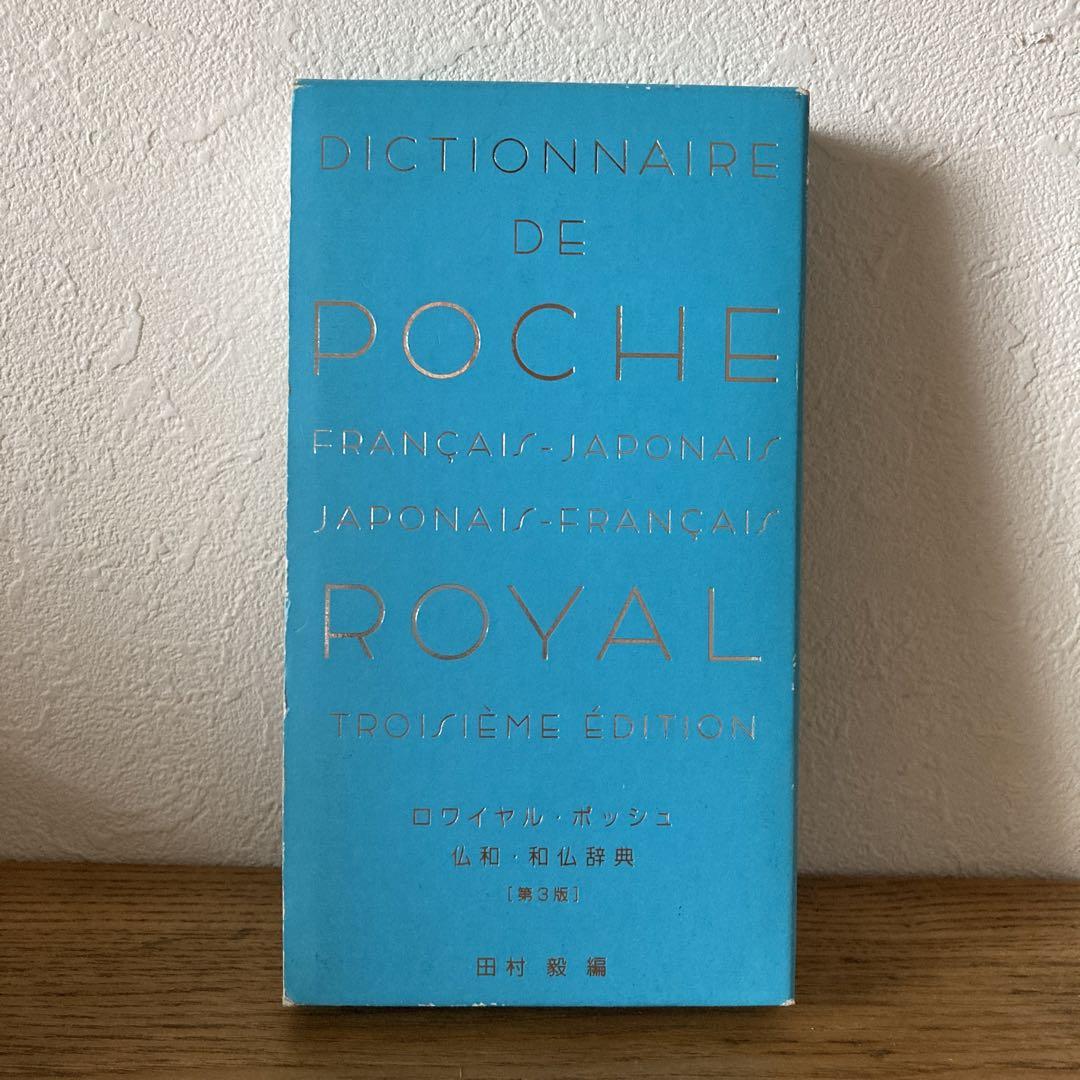 DICTIONNAIRE
DE
POCHE
FRANÇAIS-JAPONAIS
JAPONAIS-FRANÇAIS
ROYAL
TROISIÈME ÉDITION
ロワイヤル・ポッシュ
仏和・和仏辞典
[第3版]
田村 毅 編